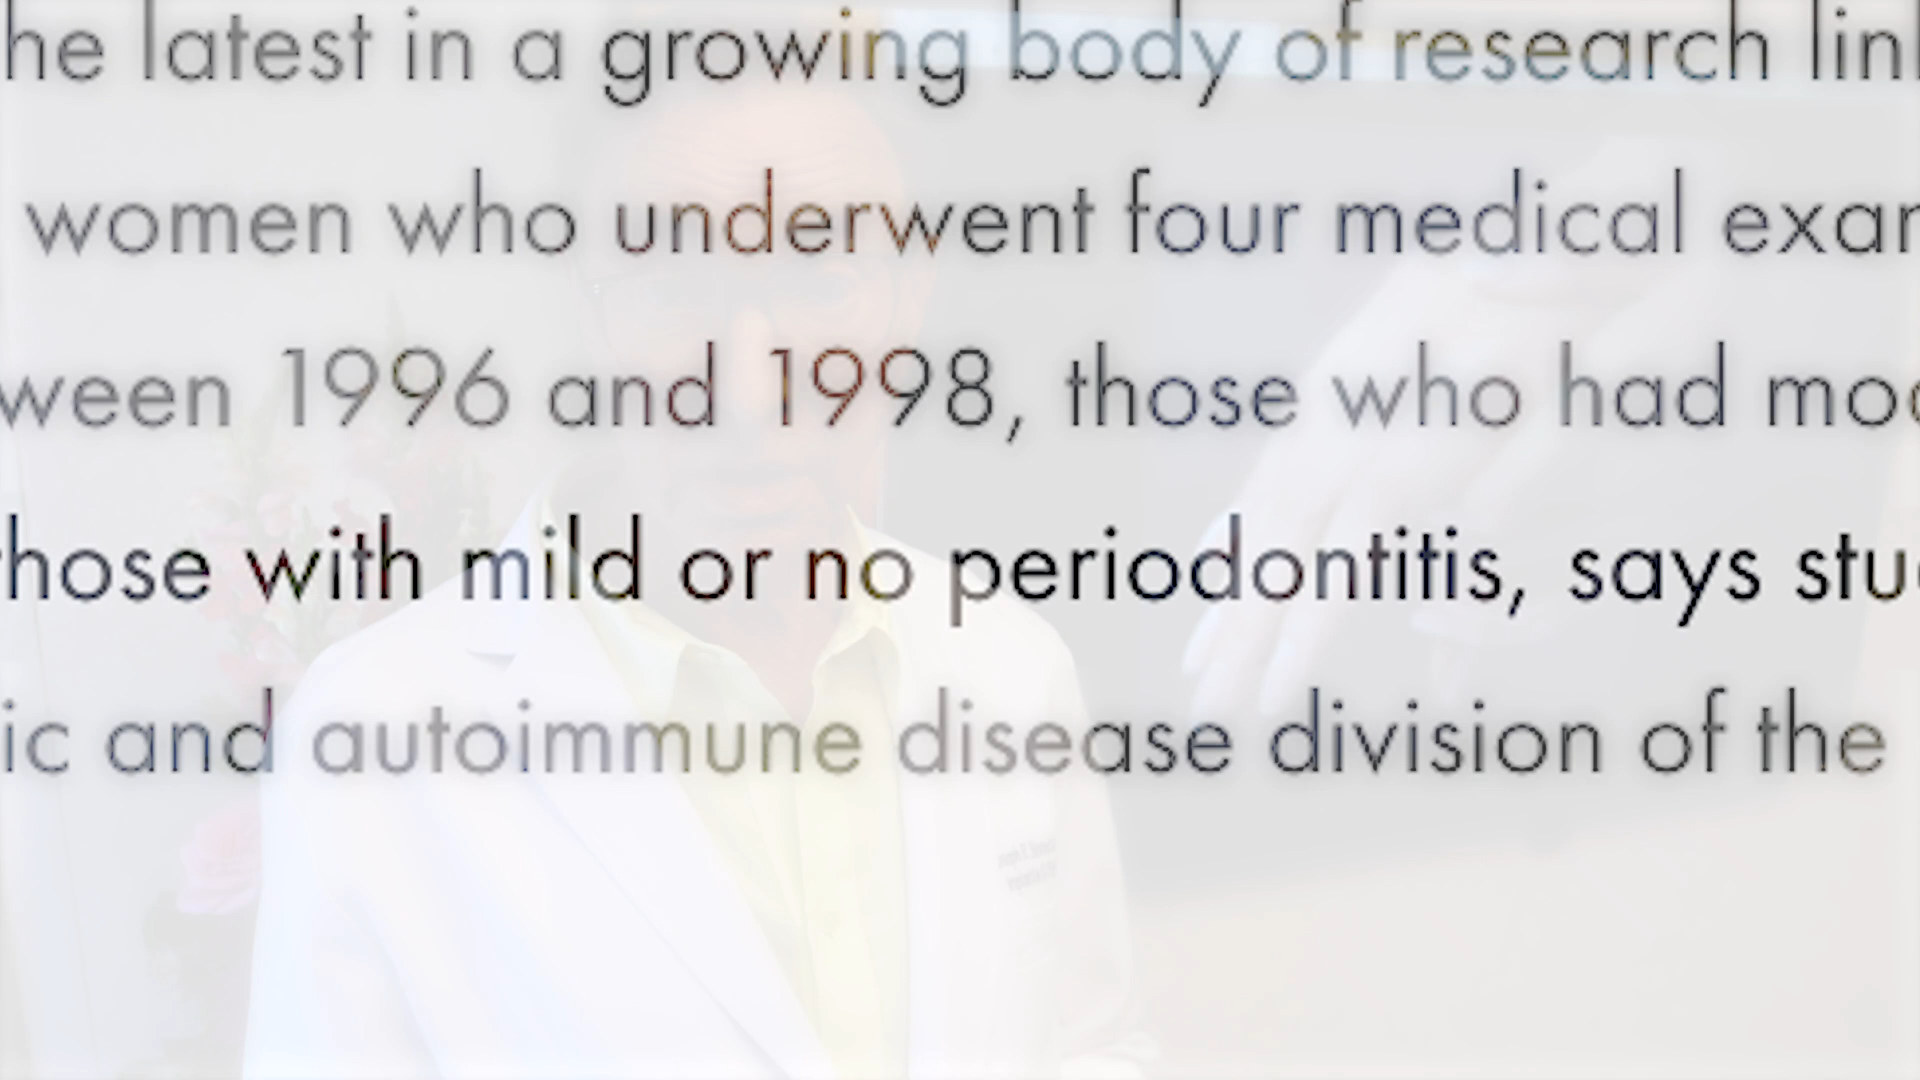 he latest in a growing body of research lin
women who underwent four medical exa
ween 1996 and 1998, those who had mo
those with mild or no periodontitis, says stu
ic and autoimmune disease division of the